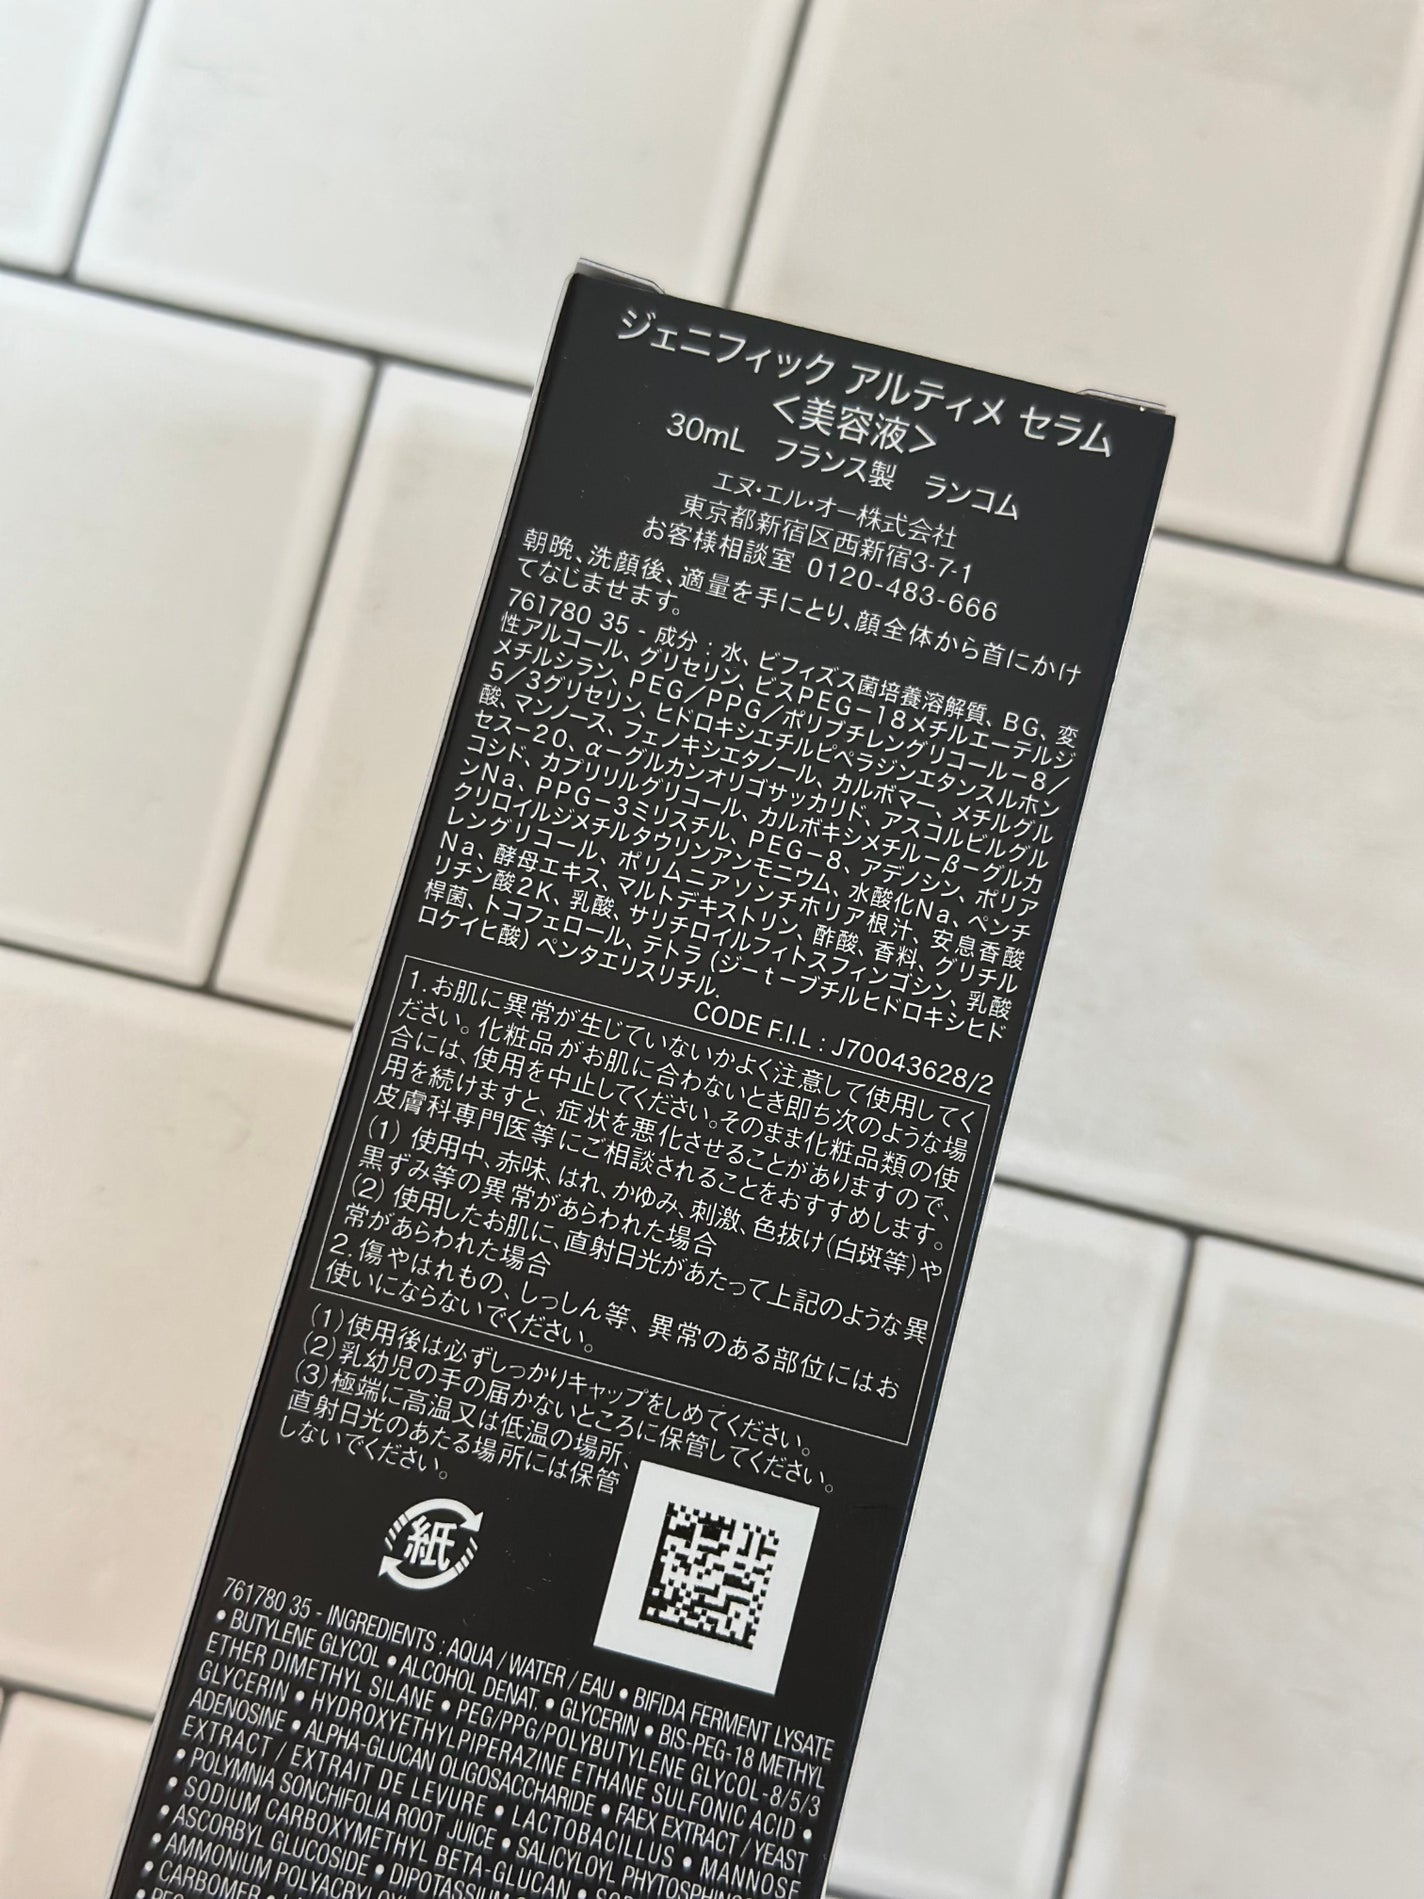 ジェニフィック アルティメ セラム
<美容液>
30mL フランス製 ランコム
エヌ・エル・オー株式会社
東京都新宿区西新宿3-7-1
お客様相談室 0120-483-666
朝晩、洗顔後、適量を手にとり、顔全体から首にかけ
てなじませます。
761780 35 - 成分 : 水、ビフィズス菌培養溶解質、BG、変
性アルコール、グリセリン、ビスPEG-18メチルエーテルジ
メチルシラン、PEG/PPG/ポリブチレングリコール-8/
5/3グリセリン、ヒドロキシエチルピペラジンエタンスルホン
酸、マンノース、フェノキシエタノール、カルボマー、メチルグル
セス-20、α-グルカンオリゴサッカリド、アスコルビルグル
コシド、カプリリルグリコール、カルボキシメチル-β-グルカ
ンNa、PPG-3ミリスチル、PEG-8、アデノシン、ポリア
クリロイルジメチルタウリンアンモニウム、水酸化Na、ペンチ
レングリコール、ポリムニアソンチホリア根汁、安息香酸
Na、酵母エキス、マルトデキストリン、酢酸、香料、グリチル
リチン酸2K、乳酸、サリチロイルフィトスフィンゴシン、乳酸
桿菌、トコフェロール、テトラ(ジーtーブチルヒドロキシヒド
ロケイヒ酸)ペンタエリスリチル.
CODE F.I.L : J70043628/2
1. お肌に異常が生じていないかよく注意して使用してく
ださい。化粧品がお肌に合わないとき即ち次のような場
合には、使用を中止してください。そのまま化粧品類の使
用を続けますと、症状を悪化させることがありますので、
皮膚科専門医等にご相談されることをおすすめします。
(1) 使用中、赤味、はれ、かゆみ、刺激、色抜け(白斑等)や
黒ずみ等の異常があらわれた場合
(2) 使用したお肌に、直射日光があたって上記のような異
常があらわれた場合
2. 傷やはれもの、しっしん等、異常のある部位にはお
使いにならないでください。
(1)使用後は必ずしっかりキャップをしめてください。
(2)乳幼児の手の届かないところに保管してください。
(3)極端に高温又は低温の場所、
直射日光のあたる場所には保管
しないでください。
紙
761780 35 - INGREDIENTS : AQUA / WATER / EAU • BIFIDA FERMENT LYSATE
• BUTYLENE GLYCOL • ALCOHOL DENAT. • GLYCERIN • BIS-PEG-18 METHYL
ETHER DIMETHYL SILANE • PEG/PPG/POLYBUTYLENE GLYCOL-8/5/3
GLYCERIN • HYDROXYETHYLPIPERAZINE ETHANE SULFONIC ACID •
ADENOSINE • ALPHA-GLUCAN OLIGOSACCHARIDE • FAEX EXTRACT / YEAST
EXTRACT / EXTRAIT DE LEVURE • LACTOBACILLUS • MANNOSE
• POLYMNIA SONCHIFOLIA ROOT JUICE • SALICYLOYL
• SODIUM CARBOXYMETHYL BETA-GLUCAN •
• ASCORBYL GLUCOSIDE • DIPOTASSIUM
• AMMONIUM
• CARBOMER •